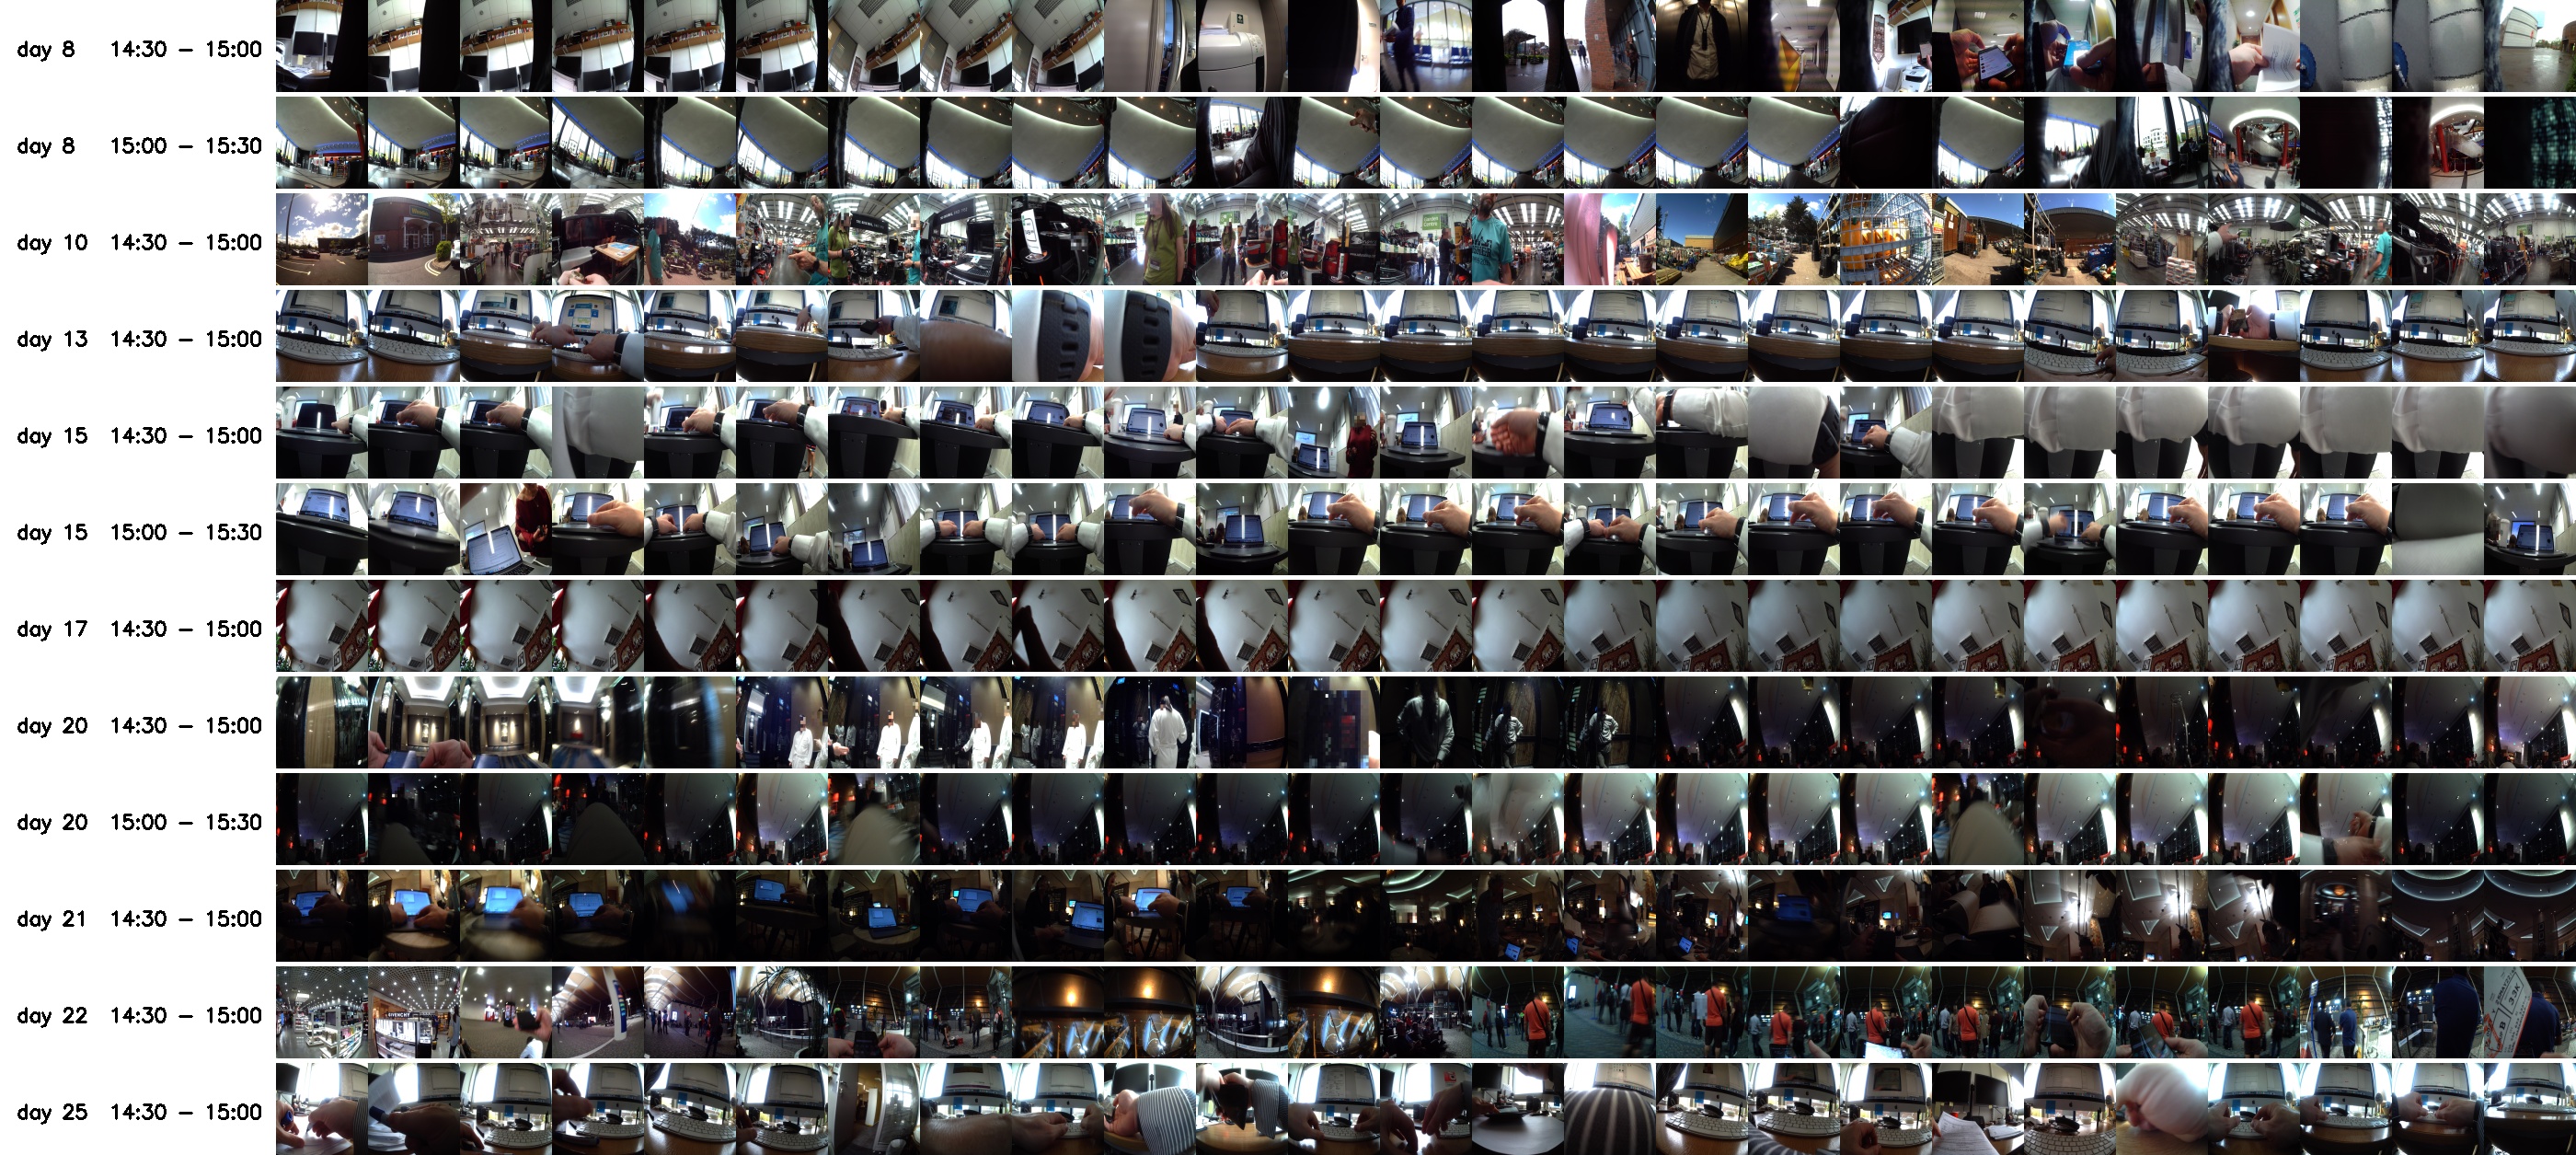 day 8 14:30 - 15:00
day 8 15:00 - 15:30
day 10 14:30 - 15:00
day 13 14:30 - 15:00
day 15 14:30 - 15:00
day 15 15:00 - 15:30
day 17 14:30 - 15:00
day 20 14:30 - 15:00
day 20 15:00 - 15:30
day 21 14:30 - 15:00
day 22 14:30 - 15:00
GIVENCHY
day 25 14:30 - 15:00